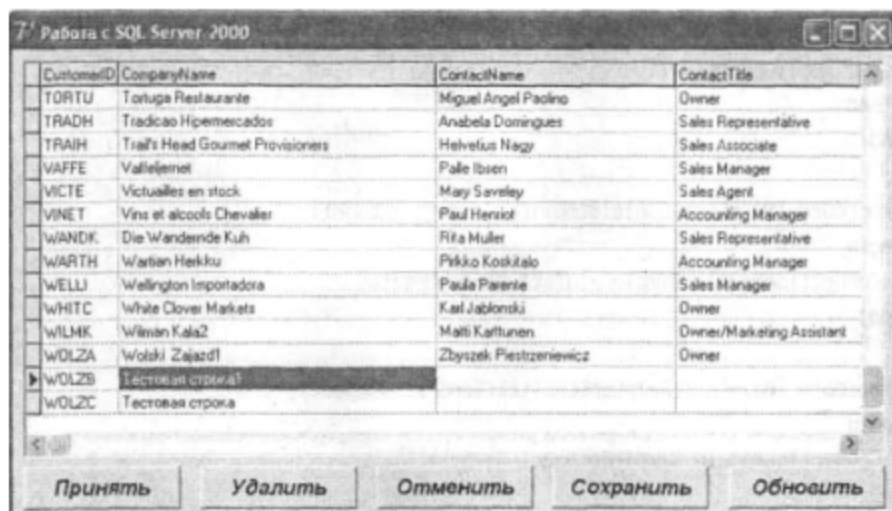 Работа с SQL Server 2000
CustomerID CompanyName ContactName ContactTitle
TORTU Tortuga Restaurante Miguel Angel Paolino Owner
TRADH Tradicao Hipermercados Anabela Domingues Sales Representative
TRAIH Trail's Head Gourmet Provisioners Helvetius Nagy Sales Associate
VAFFE Vaffeljernet Palle Ibsen Sales Manager
VICTE Victuailles en stock Mary Saveley Sales Agent
VINET Vins et alcools Chevalier Paul Henriot Accounting Manager
WANDK Die Wandernde Kuh Rita Muller Sales Representative
WARTH Wartian Herkku Pirkko Koskitalo Accounting Manager
WELLI Wellington Importadora Paula Parente Sales Manager
WHITC White Clover Markets Karl Jablonski Owner
WILMK Wilman Kala2 Matti Karttunen Owner/Marketing Assistant
WOLZA Wolski Zajazd1 Zbyszek Piestrzeniewicz Owner
WOLZB Тестовая строка1
WOLZC Тестовая строка
Принять Удалить Отменить Сохранить Обновить